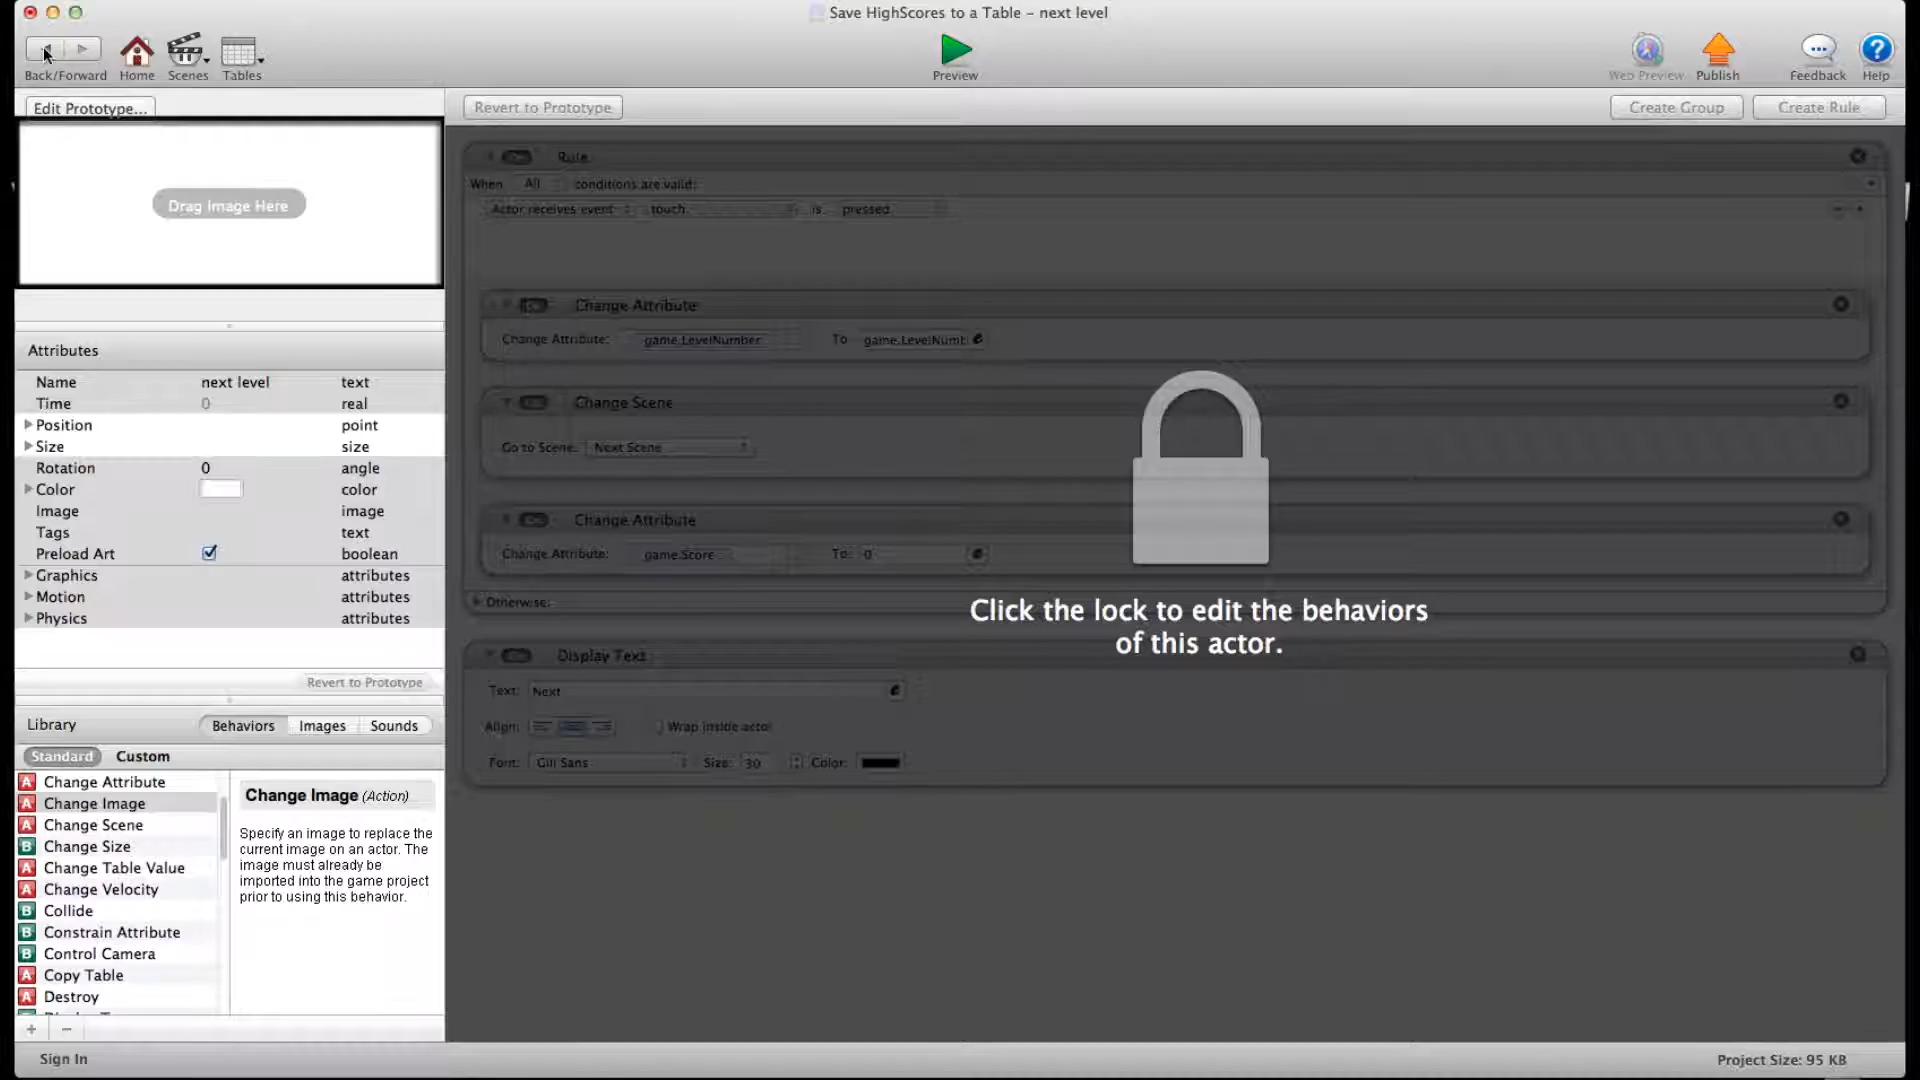 Save HighScores to a Table – next level
Back/Forward
Home
Scenes
Tables
Preview
Web Preview
Publish
Feedback
Help
Edit Prototype...
Revert to Prototype
Create Group
Create Rule
Drag Image Here
Rule
When All conditions are valid:
Actor receives event touch is pressed
Change Attribute
Change Attribute: game.LevelNumber To game.LevelNumb
Change Scene
Go to Scene: Next Scene
Change Attribute
Change Attribute: game.Score To: 0
Otherwise:
Display Text
Text: Next
Align: Wrap inside actor
Font: Gill Sans Size: 30 Color:
Click the lock to edit the behaviors
of this actor.
Attributes
Name next level text
Time 0 real
Position point
Size size
Rotation 0 angle
Color color
Image image
Tags text
Preload Art boolean
Graphics attributes
Motion attributes
Physics attributes
Revert to Prototype
Library Behaviors Images Sounds
Standard Custom
A Change Attribute
A Change Image
A Change Scene
B Change Size
A Change Table Value
A Change Velocity
B Collide
B Constrain Attribute
B Control Camera
A Copy Table
A Destroy
Change Image (Action)
Specify an image to replace the
current image on an actor. The
image must already be
imported into the game project
prior to using this behavior.
Sign In
Project Size: 95 KB